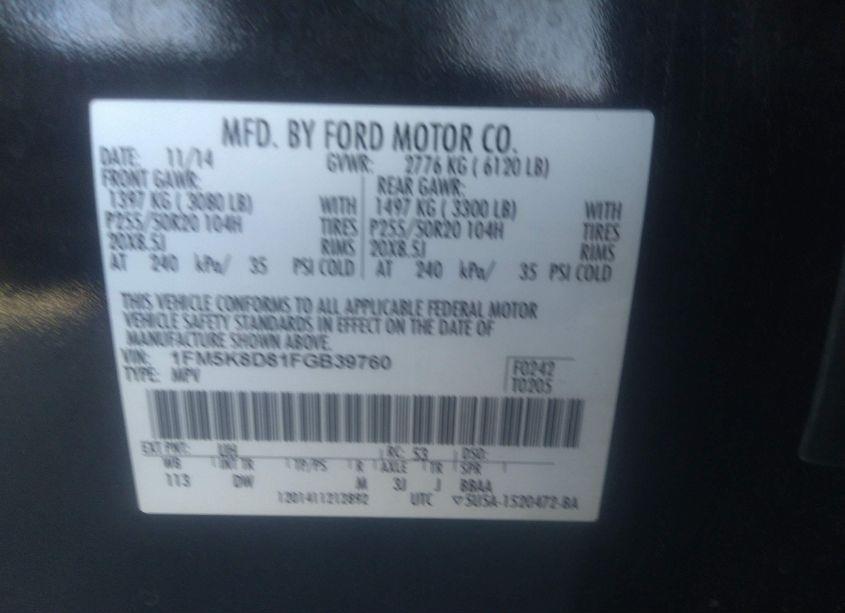 MFD. BY FORD MOTOR CO.
DATE: 11/14 GVWR: 2776 KG ( 6120 LB)
FRONT GAWR: REAR GAWR:
1397 KG ( 3080 LB) WITH 1497 KG ( 3300 LB) WITH
P255/50R20 104H TIRES P255/50R20 104H TIRES
20X8.5J RIMS 20X8.5J RIMS
AT 240 kPa/ 35 PSI COLD AT 240 kPa/ 35 PSI COLD
THIS VEHICLE CONFORMS TO ALL APPLICABLE FEDERAL MOTOR
VEHICLE SAFETY STANDARDS IN EFFECT ON THE DATE OF
MANUFACTURE SHOWN ABOVE.
VIN: 1FM5K8D81FGB39760 F0242
TYPE: MPV T0205
EXT PNT: UH RC: 53 DSO:
WB INT TR TP/PS R AXLE TR SPR
113 DW M 3J J BBAA
1201411212892 UTC ▽5U5A-1520472-BA